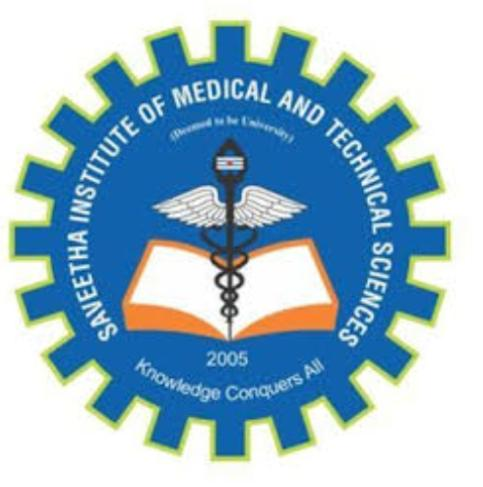 SAVEETHA INSTITUTE OF MEDICAL AND TECHNICAL SCIENCES
(Deemed to be University)
2005
Knowledge Conquers All